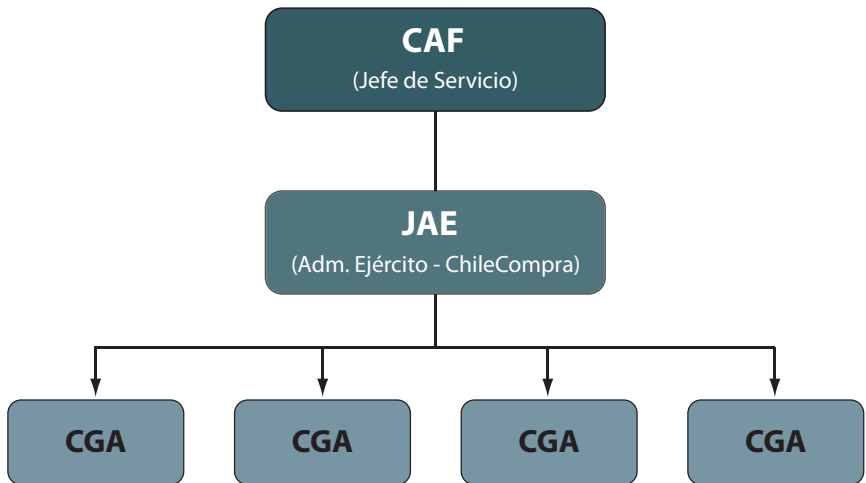 CAF
(Jefe de Servicio)
JAE
(Adm. Ejército - ChileCompra)
CGA
CGA
CGA
CGA